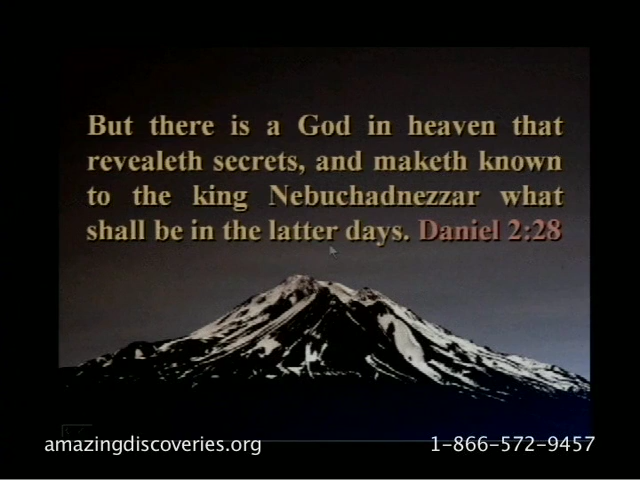 But there is a God in heaven that
revealeth secrets, and maketh known
to the king Nebuchadnezzar what
shall be in the latter days. Daniel 2:28
amazingdiscoveries.org
1-866-572-9457